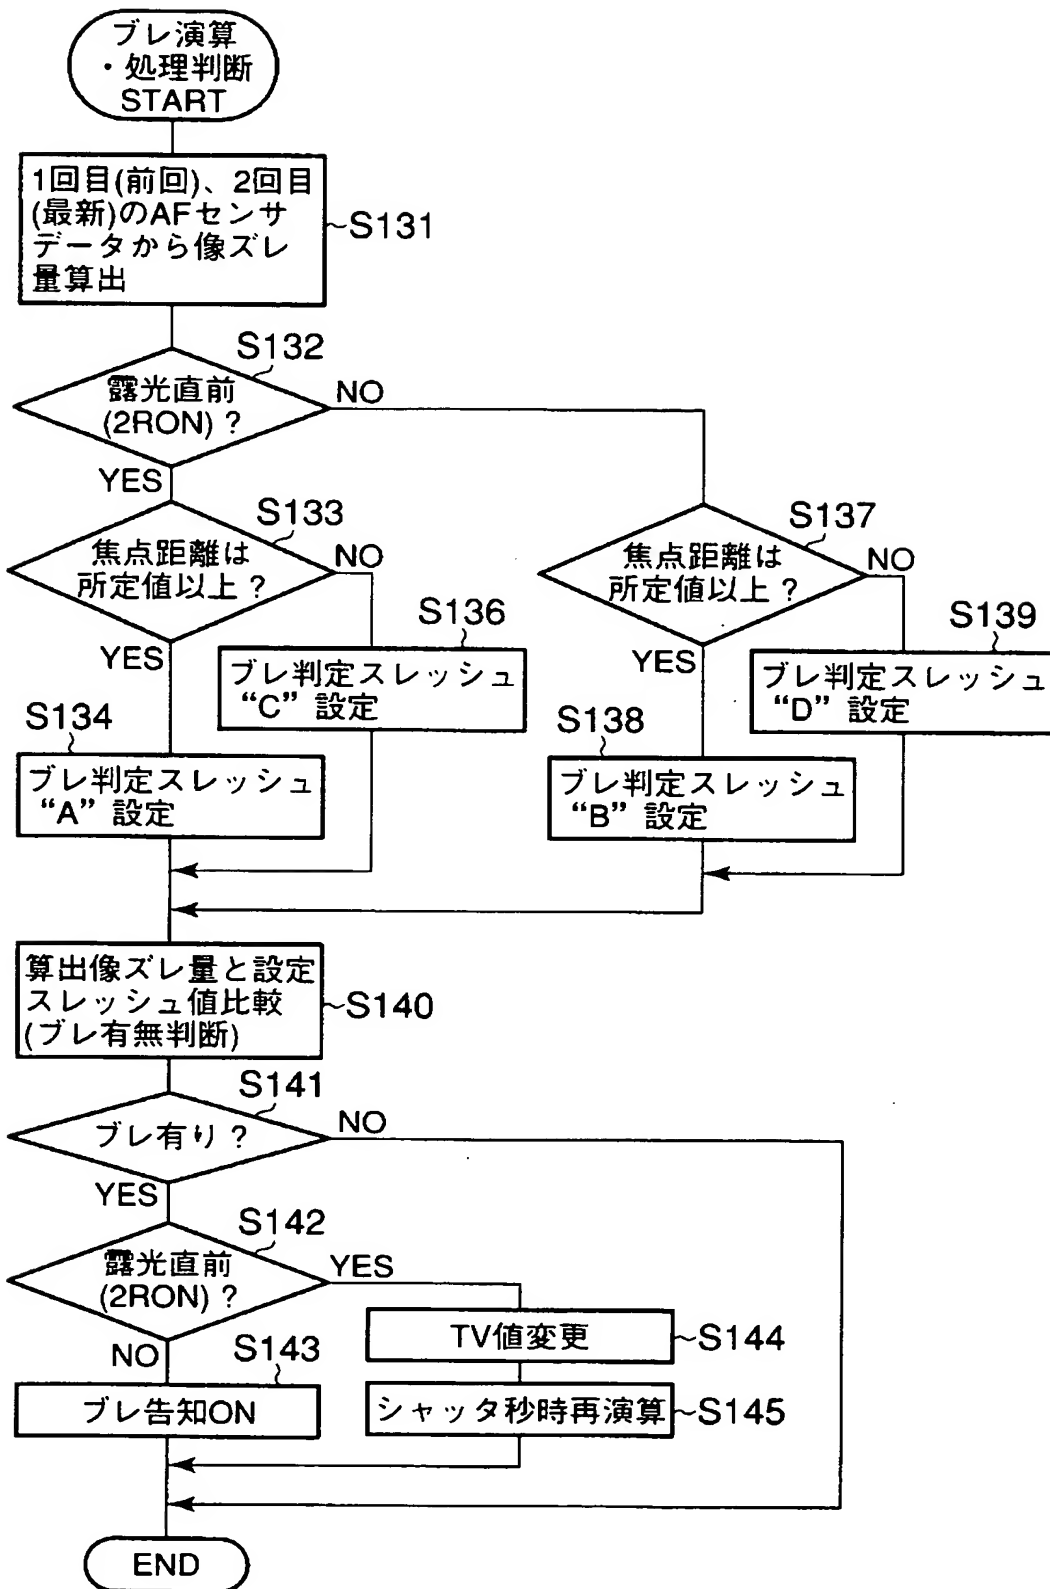 ブレ演算
・処理判断
START
1回目(前回)、2回目
(最新)のAFセンサ
データから像ズレ
量算出
S131
S132
露光直前
(2RON)?
NO
YES
S133
焦点距離は
所定値以上?
NO
YES
S137
焦点距離は
所定値以上?
NO
YES
S136
ブレ判定スレッシュ
“C” 設定
S139
ブレ判定スレッシュ
“D” 設定
S134
ブレ判定スレッシュ
“A” 設定
S138
ブレ判定スレッシュ
“B” 設定
算出像ズレ量と設定
スレッシュ値比較
(ブレ有無判断)
S140
S141
ブレ有り?
NO
YES
S142
露光直前
(2RON)?
YES
NO
S143
ブレ告知ON
TV値変更
S144
シャッタ秒時再演算
S145
END